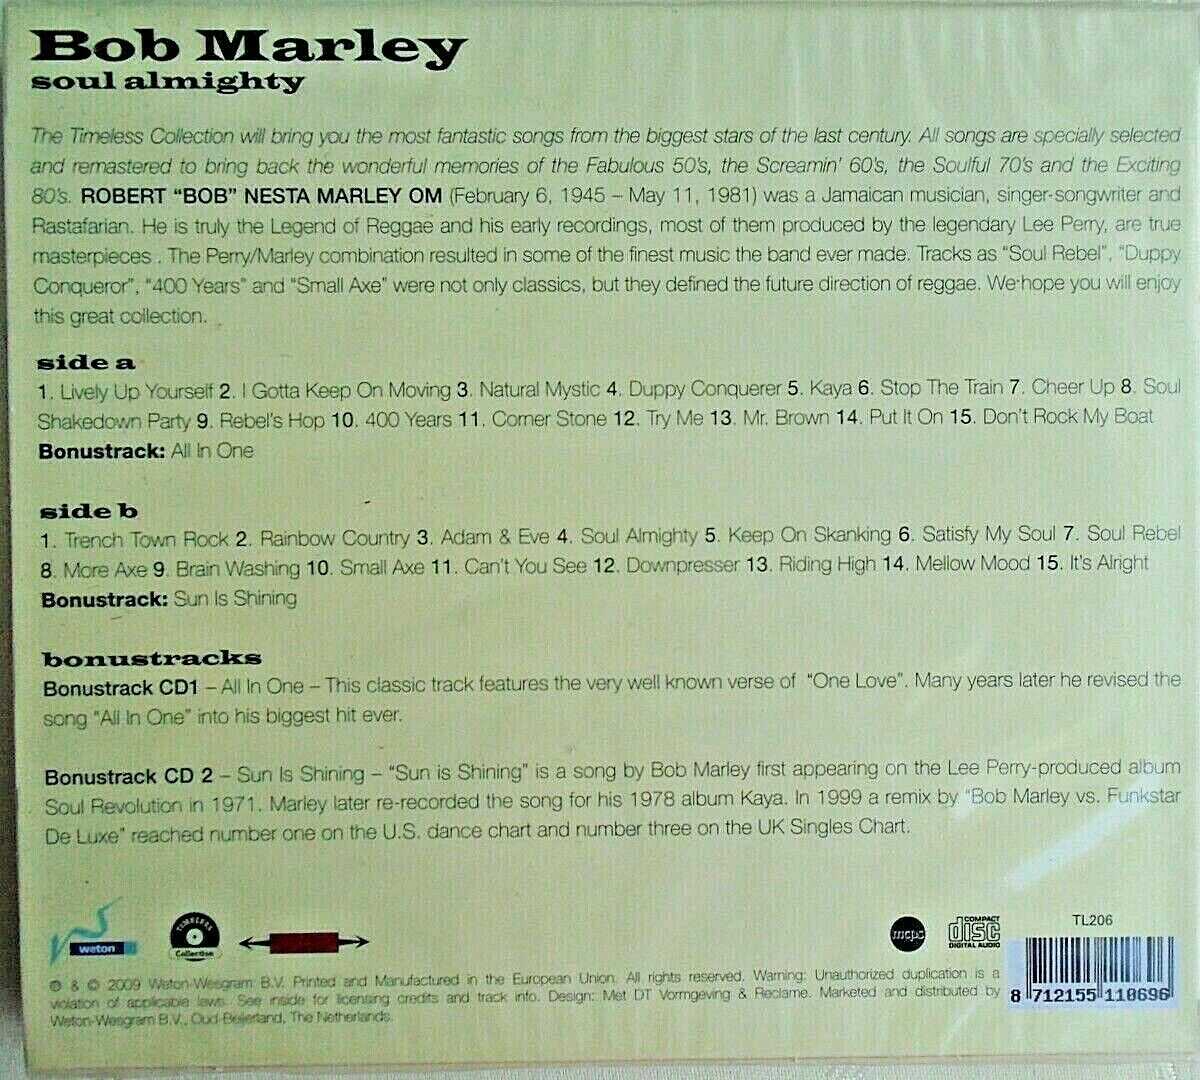 Bob Marley
soul almighty
The Timeless Collection will bring you the most fantastic songs from the biggest stars of the last century. All songs are specially selected
and remastered to bring back the wonderful memories of the Fabulous 50's, the Screamin' 60's, the Soulful 70's and the Exciting
80's. ROBERT "BOB" NESTA MARLEY OM (February 6, 1945 – May 11, 1981) was a Jamaican musician, singer-songwriter and
Rastafarian. He is truly the Legend of Reggae and his early recordings, most of them produced by the legendary Lee Perry, are true
masterpieces . The Perry/Marley combination resulted in some of the finest music the band ever made. Tracks as "Soul Rebel", "Duppy
Conqueror", "400 Years" and "Small Axe" were not only classics, but they defined the future direction of reggae. We hope you will enjoy
this great collection.
side a
1. Lively Up Yourself 2. I Gotta Keep On Moving 3. Natural Mystic 4. Duppy Conquerer 5. Kaya 6. Stop The Train 7. Cheer Up 8. Soul
Shakedown Party 9. Rebel's Hop 10. 400 Years 11. Corner Stone 12. Try Me 13. Mr. Brown 14. Put It On 15. Don't Rock My Boat
Bonustrack: All In One
side b
1. Trench Town Rock 2. Rainbow Country 3. Adam & Eve 4. Soul Almighty 5. Keep On Skanking 6. Satisfy My Soul 7. Soul Rebel
8. More Axe 9. Brain Washing 10. Small Axe 11. Can't You See 12. Downpresser 13. Riding High 14. Mellow Mood 15. It's Alright
Bonustrack: Sun Is Shining
bonustracks
Bonustrack CD1 – All In One – This classic track features the very well known verse of "One Love". Many years later he revised the
song "All In One" into his biggest hit ever.
Bonustrack CD 2 – Sun Is Shining – "Sun is Shining" is a song by Bob Marley first appearing on the Lee Perry-produced album
Soul Revolution in 1971. Marley later re-recorded the song for his 1978 album Kaya. In 1999 a remix by "Bob Marley vs. Funkstar
De Luxe" reached number one on the U.S. dance chart and number three on the UK Singles Chart.
weton
TIMELESS
Collection
mcps
COMPACT
disc
DIGITAL AUDIO
TL206
℗ & © 2009 Weton-Wesgram B.V. Printed and Manufactured in the European Union. All rights reserved. Warning: Unauthorized duplication is a
violation of applicable laws. See inside for licensing credits and track info. Design: Met DT Vormgeving & Reclame. Marketed and distributed by
Weton-Wesgram B.V., Oud-Beijerland, The Netherlands.
8 712155 110696